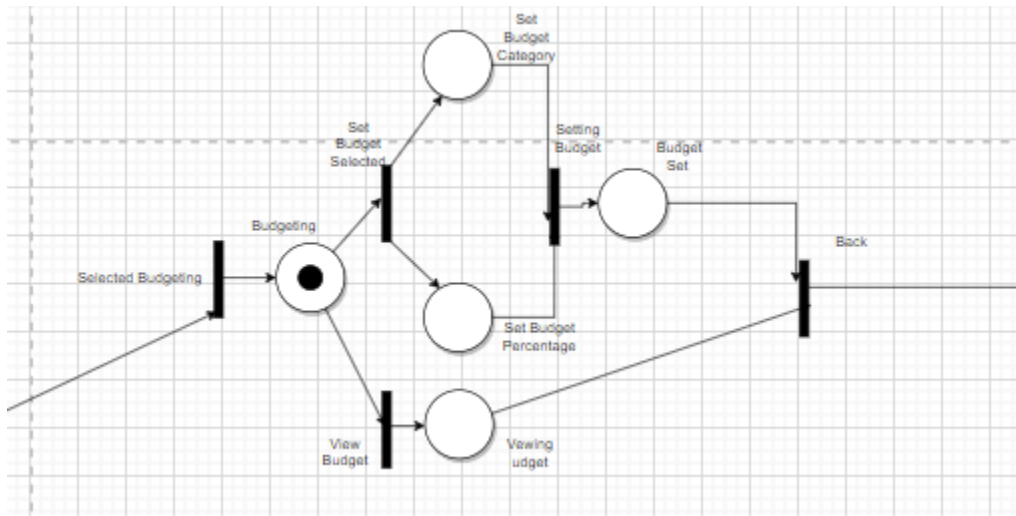 Set
Budget
Category
Set
Budget
Selected
Setting
Budget
Budget
Set
Budgeting
Back
Selected Budgeting
Set Budget
Percentage
View
Budget
Vewing
udget